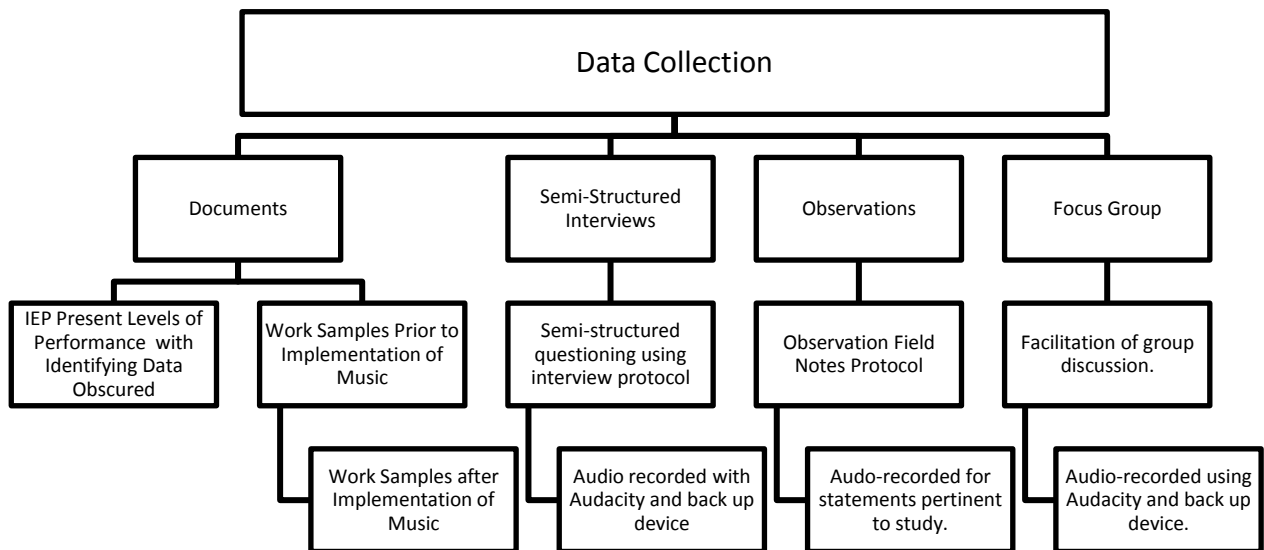 Data Collection
Documents
Semi-Structured
Interviews
Observations
Focus Group
IEP Present Levels of
Performance with
Identifying Data
Obscured
Work Samples Prior to
Implementation of
Music
Semi-structured
questioning using
interview protocol
Observation Field
Notes Protocol
Facilitation of group
discussion.
Work Samples after
Implementation of
Music
Audio recorded with
Audacity and back up
device
Audo-recorded for
statements pertinent
to study.
Audio-recorded using
Audacity and back up
device.